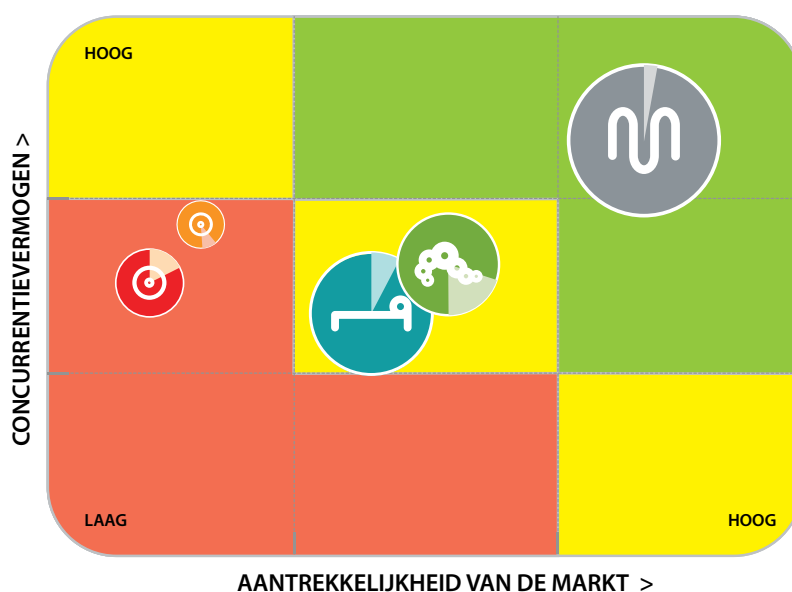 HOOG
CONCURRENTIEVERMOGEN >
LAAG
HOOG
AANTREKKELIJKHEID VAN DE MARKT >